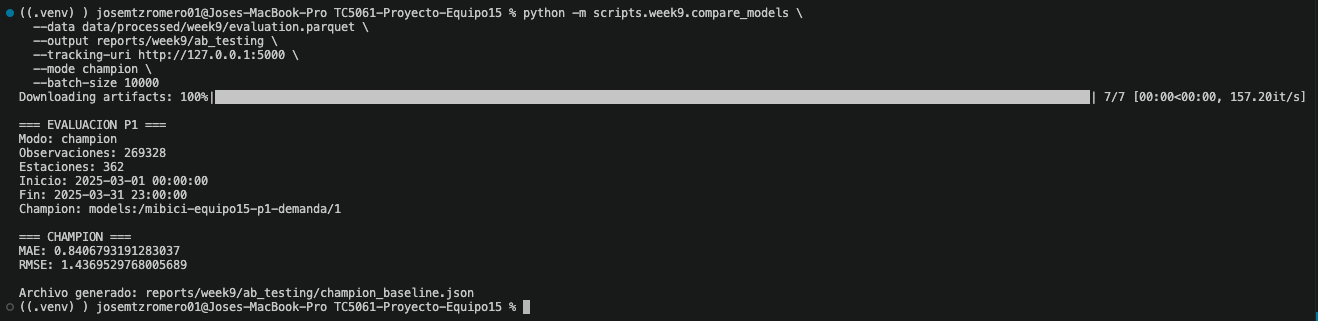 ((.venv) ) josemtzromero01@Joses-MacBook-Pro TC5061-Proyecto-Equipo15 % python -m scripts.week9.compare_models \
--data data/processed/week9/evaluation.parquet \
--output reports/week9/ab_testing \
--tracking-uri http://127.0.0.1:5000 \
--mode champion \
--batch-size 10000
Downloading artifacts: 100%| | 7/7 [00:00<00:00, 157.20it/s]
=== EVALUACION P1 ===
Modo: champion
Observaciones: 269328
Estaciones: 362
Inicio: 2025-03-01 00:00:00
Fin: 2025-03-31 23:00:00
Champion: models:/mibici-equipo15-p1-demanda/1
=== CHAMPION ===
MAE: 0.8406793191283037
RMSE: 1.4369529768005689
Archivo generado: reports/week9/ab_testing/champion_baseline.json
((.venv) ) josemtzromero01@Joses-MacBook-Pro TC5061-Proyecto-Equipo15 %